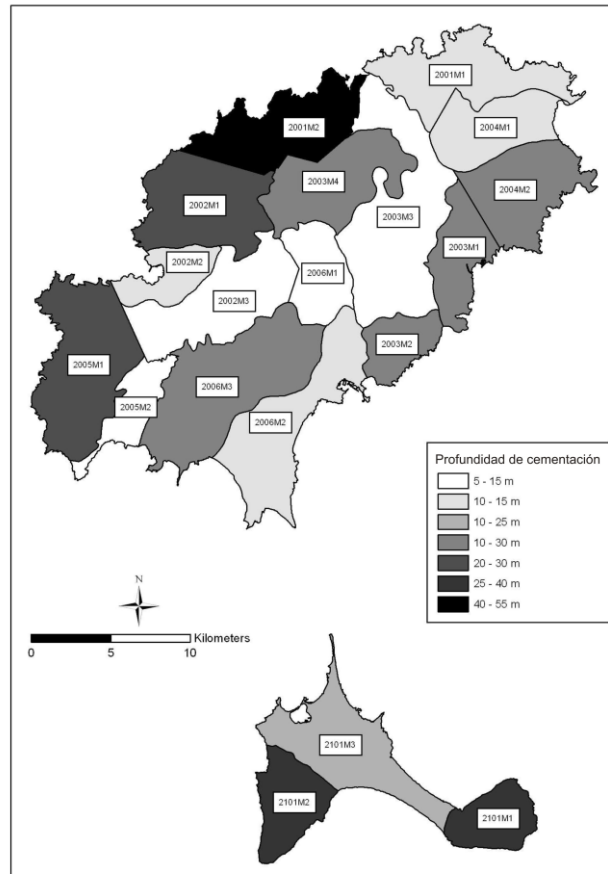 2001M1
2001M2
2004M1
2003M4
2004M2
2002M1
2003M3
2003M1
2002M2
2006M1
2002M3
2003M2
2005M1
2006M3
2005M2
2006M2
Profundidad de cementación
5 - 15 m
10 - 15 m
10 - 25 m
10 - 30 m
20 - 30 m
25 - 40 m
40 - 55 m
N
Kilometers
0 5 10
2101M3
2101M2
2101M1